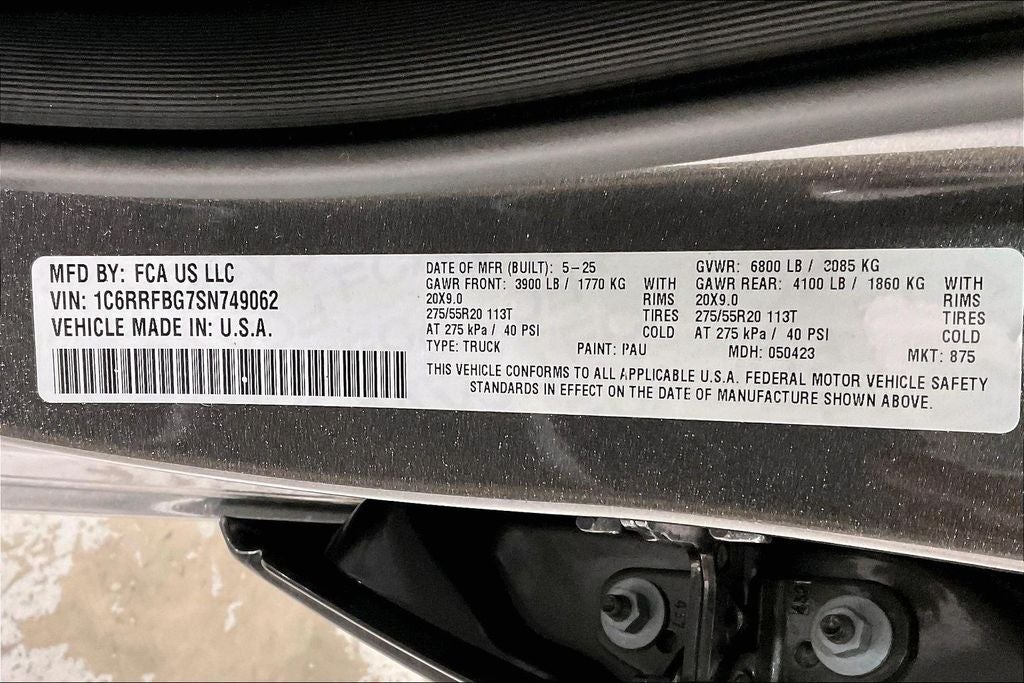 MFD BY: FCA US LLC
VIN: 1C6RRFBG7SN749062
VEHICLE MADE IN: U.S.A.
DATE OF MFR (BUILT): 5-25
GAWR FRONT: 3900 LB / 1770 KG WITH
20X9.0 RIMS
275/55R20 113T TIRES
AT 275 kPa / 40 PSI COLD
TYPE: TRUCK PAINT: PAU
GVWR: 6800 LB / 3085 KG
GAWR REAR: 4100 LB / 1860 KG WITH
20X9.0 RIMS
275/55R20 113T TIRES
AT 275 kPa / 40 PSI COLD
MDH: 050423 MKT: 875
THIS VEHICLE CONFORMS TO ALL APPLICABLE U.S.A. FEDERAL MOTOR VEHICLE SAFETY
STANDARDS IN EFFECT ON THE DATE OF MANUFACTURE SHOWN ABOVE.